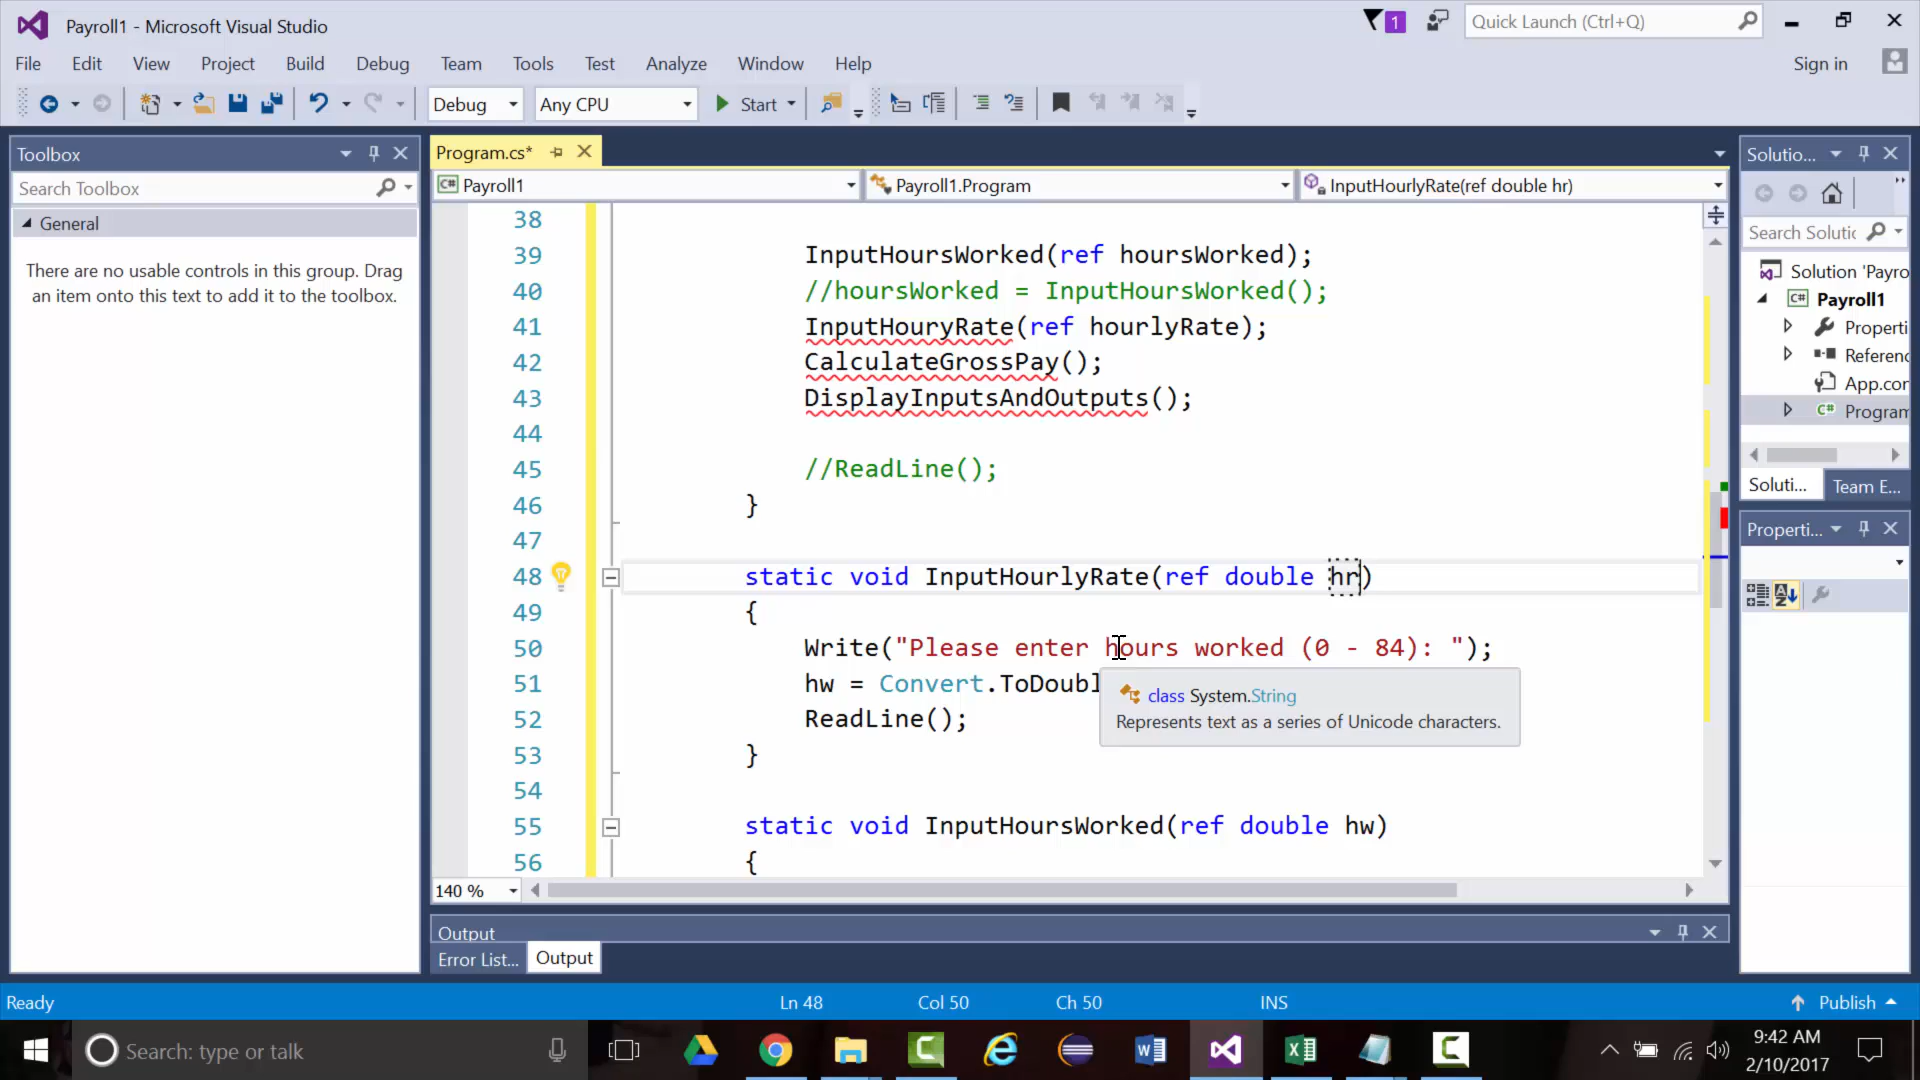 Payroll1 - Microsoft Visual Studio
1
Quick Launch (Ctrl+Q)
File Edit View Project Build Debug Team Tools Test Analyze Window Help
Sign in
Debug Any CPU Start
Toolbox
Search Toolbox
General
There are no usable controls in this group. Drag
an item onto this text to add it to the toolbox.
Program.cs*
Payroll1 Payroll1.Program InputHourlyRate(ref double hr)
38
39 InputHoursWorked(ref hoursWorked);
40 //hoursWorked = InputHoursWorked();
41 InputHouryRate(ref hourlyRate);
42 CalculateGrossPay();
43 DisplayInputsAndOutputs();
44
45 //ReadLine();
46 }
47
48 static void InputHourlyRate(ref double hr)
49 {
50 Write("Please enter hours worked (0 - 84): ");
51 hw = Convert.ToDoubl
52 ReadLine();
53 }
54
55 static void InputHoursWorked(ref double hw)
56 {
class System.String
Represents text as a series of Unicode characters.
140 %
Output
Error List... Output
Solutio...
Search Solutic
Solution 'Payro
C# Payroll1
Properti
Referenc
App.cor
C# Program
Soluti... Team E...
Properti...
Ready Ln 48 Col 50 Ch 50 INS Publish
Search: type or talk
9:42 AM
2/10/2017